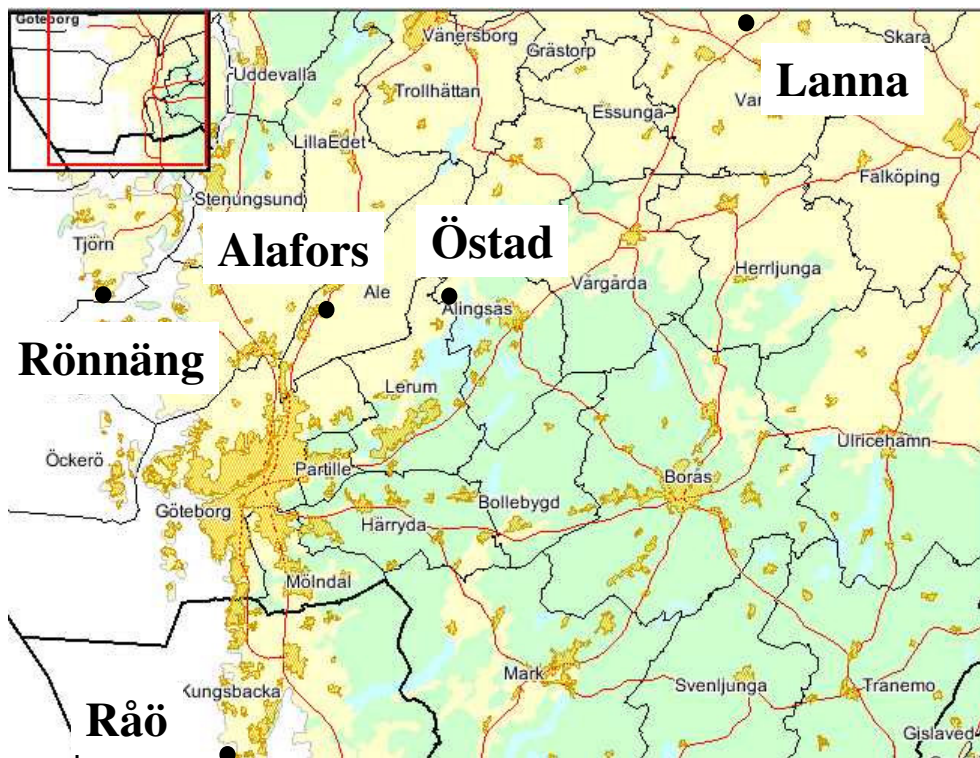 Göteborg
Vänersborg
Grästorp
Skara
Uddevalla
Lanna
Trollhättan
Var
Essunga
LillaEdet
Falköping
Stenungsund
Tjörn
Alafors
Östad
Herrljunga
Vårgårda
Ale
Alingsås
Rönnäng
Lerum
Ulricehamn
Öckerö
Partille
Borås
Göteborg
Bollebygd
Härryda
Mölndal
Mark
Svenljunga
Tranemo
Kungsbacka
Råö
Gislaved